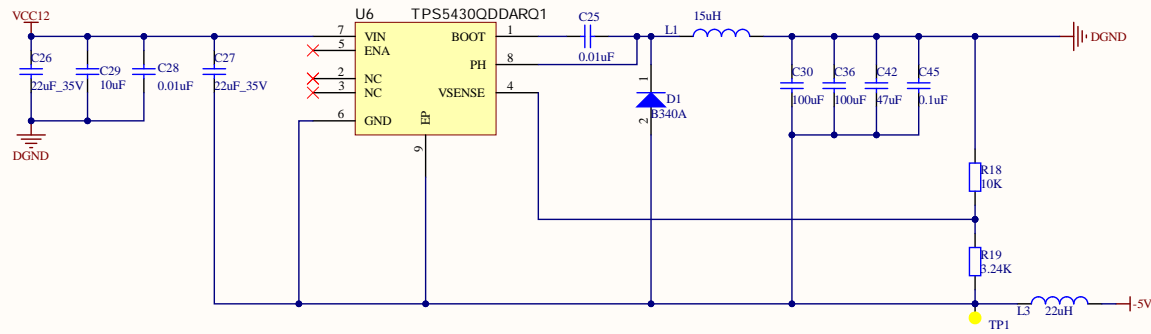 U6 TPS5430QDDARQ1
VCC12
C26
22uF_35V
C29
10uF
C28
0.01uF
C27
22uF_35V
DGND
7 VIN
5 ENA
2 NC
3 NC
6 GND
EP
9
BOOT 1
PH 8
VSENSE 4
C25
0.01uF
1
D1
B340A
2
L1
15uH
DGND
C30
100uF
C36
100uF
C42
47uF
C45
0.1uF
R18
10K
R19
3.24K
TP1
L3
22uH
-5V